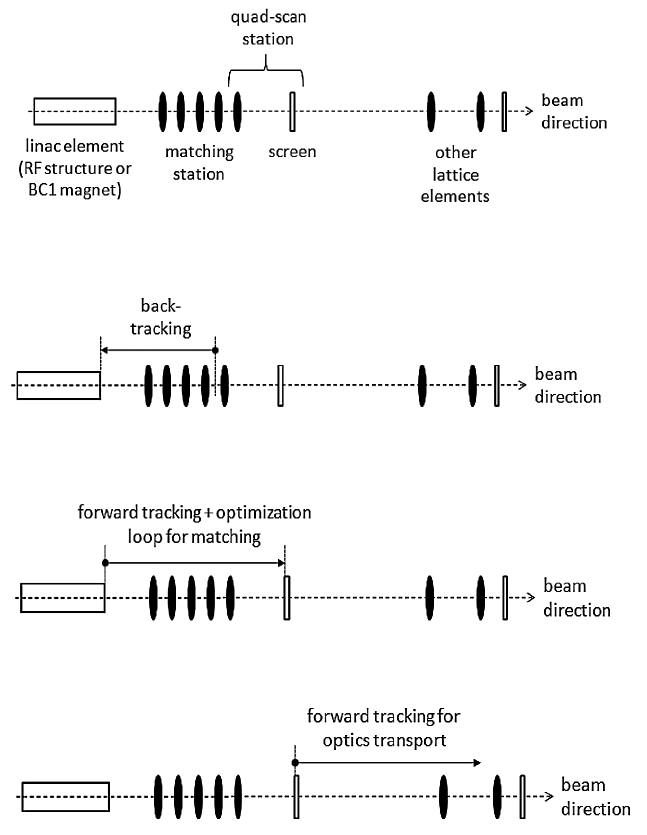 quad-scan
station
beam
direction
linac element
(RF structure or
BC1 magnet)
matching
station
screen
other
lattice
elements
back-
tracking
beam
direction
forward tracking + optimization
loop for matching
beam
direction
forward tracking for
optics transport
beam
direction